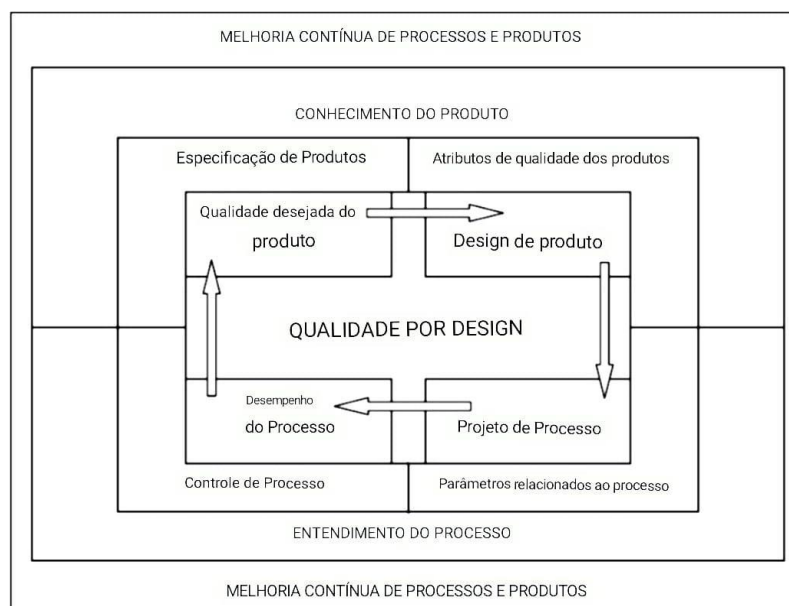 MELHORIA CONTÍNUA DE PROCESSOS E PRODUTOS
CONHECIMENTO DO PRODUTO
Especificação de Produtos
Atributos de qualidade dos produtos
Qualidade desejada do
produto
Design de produto
QUALIDADE POR DESIGN
Desempenho
do Processo
Projeto de Processo
Controle de Processo
Parâmetros relacionados ao processo
ENTENDIMENTO DO PROCESSO
MELHORIA CONTÍNUA DE PROCESSOS E PRODUTOS